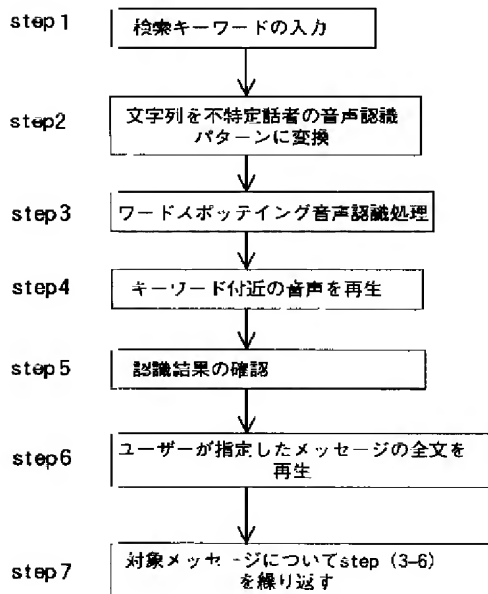 step 1
検索キーワードの入力
step2
文字列を不特定話者の音声認識
パターンに変換
step3
ワードスポッテイング音声認識処理
step4
キーワード付近の音声を再生
step5
認識結果の確認
step6
ユーザーが指定したメッセージの全文を
再生
step7
対象メッセージについてstep (3-6)
を繰り返す